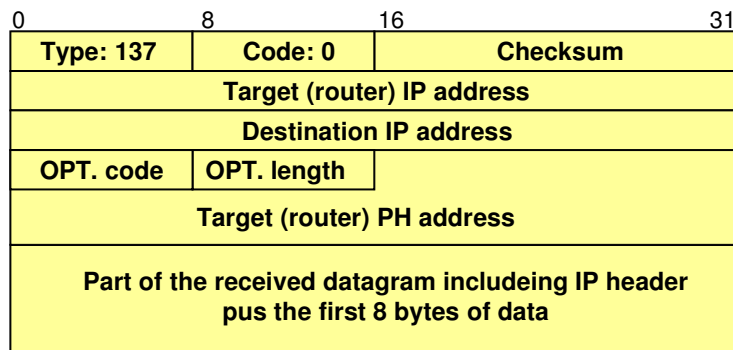 0 8 16 31
Type: 137 Code: 0 Checksum
Target (router) IP address
Destination IP address
OPT. code OPT. length
Target (router) PH address
Part of the received datagram includeing IP header
pus the first 8 bytes of data